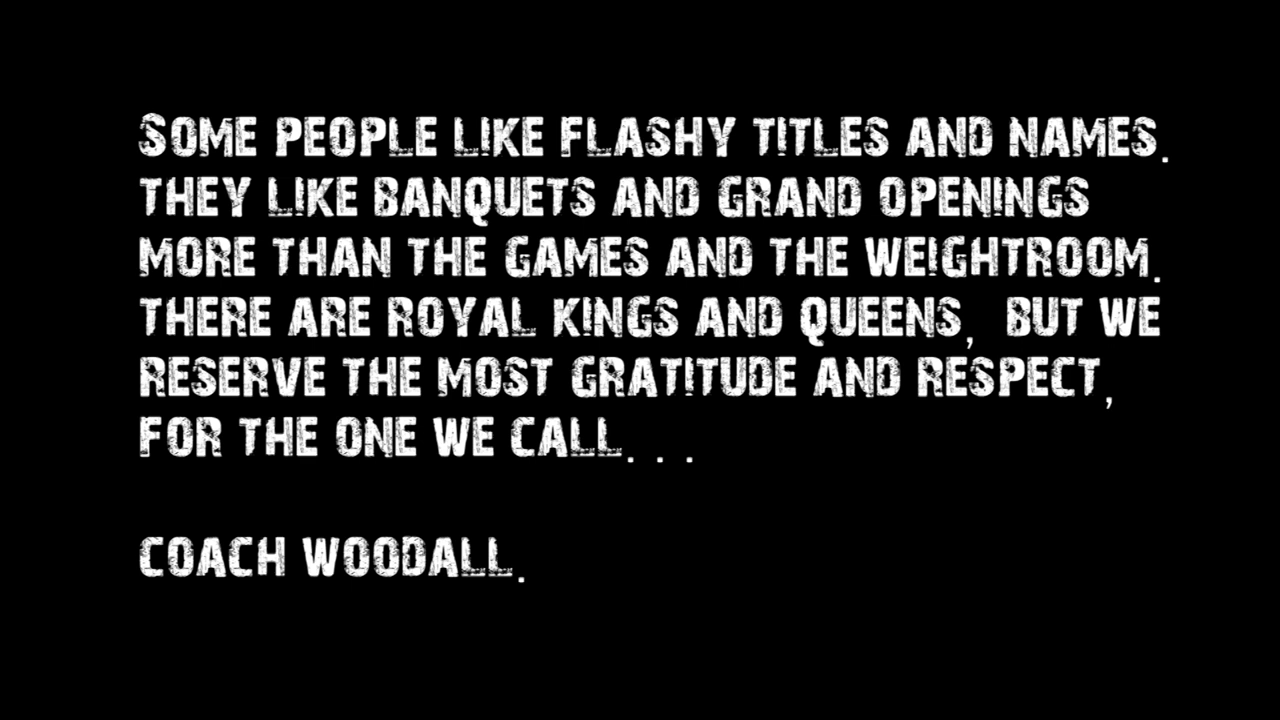 SOME PEOPLE LIKE FLASHY TITLES AND NAMES.
THEY LIKE BANQUETS AND GRAND OPENINGS
MORE THAN THE GAMES AND THE WEIGHTROOM.
THERE ARE ROYAL KINGS AND QUEENS, BUT WE
RESERVE THE MOST GRATITUDE AND RESPECT,
FOR THE ONE WE CALL. . .
COACH WOODALL.